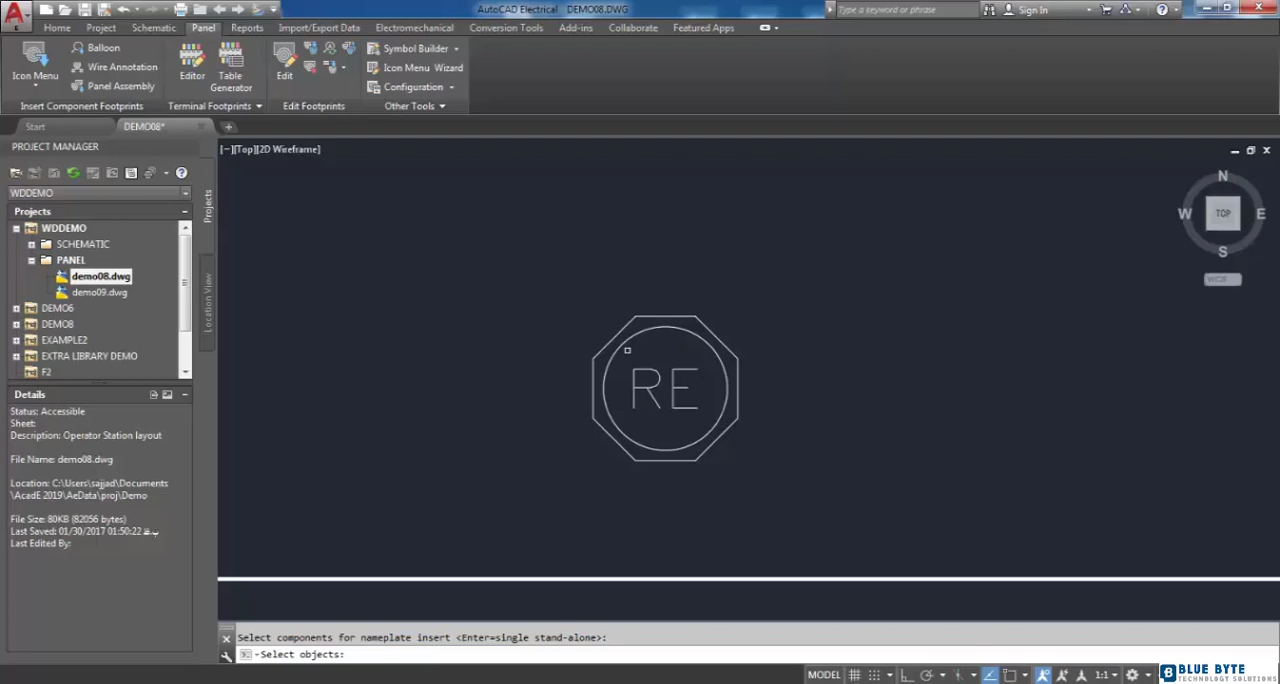 AutoCAD Electrical DEMO08.DWG
Type a keyword or phrase
Sign In
Home Project Schematic Panel Reports Import/Export Data Electromechanical Conversion Tools Add-ins Collaborate Featured Apps
Icon Menu
Balloon
Wire Annotation
Panel Assembly
Editor
Table Generator
Edit
Symbol Builder
Icon Menu Wizard
Configuration
Insert Component Footprints Terminal Footprints Edit Footprints Other Tools
Start DEMO08*
PROJECT MANAGER
[−][Top][2D Wireframe]
WDDEMO
Projects
WDDEMO
SCHEMATIC
PANEL
demo08.dwg
demo09.dwg
DEMO6
DEMO8
EXAMPLE2
EXTRA LIBRARY DEMO
F2
Projects
Location View
Details
Status: Accessible
Sheet:
Description: Operator Station layout
File Name: demo08.dwg
Location: C:\Users\sajjad\Documents
\AcadE 2019\AeData\proj\Demo
File Size: 80KB (82056 bytes)
Last Saved: 01/30/2017 01:50:22
Last Edited By:
N
W TOP E
S
WCS
RE
Select components for nameplate insert <Enter=single stand-alone>:
-Select objects:
MODEL
1:1
BLUE BYTE
TECHNOLOGY SOLUTIONS